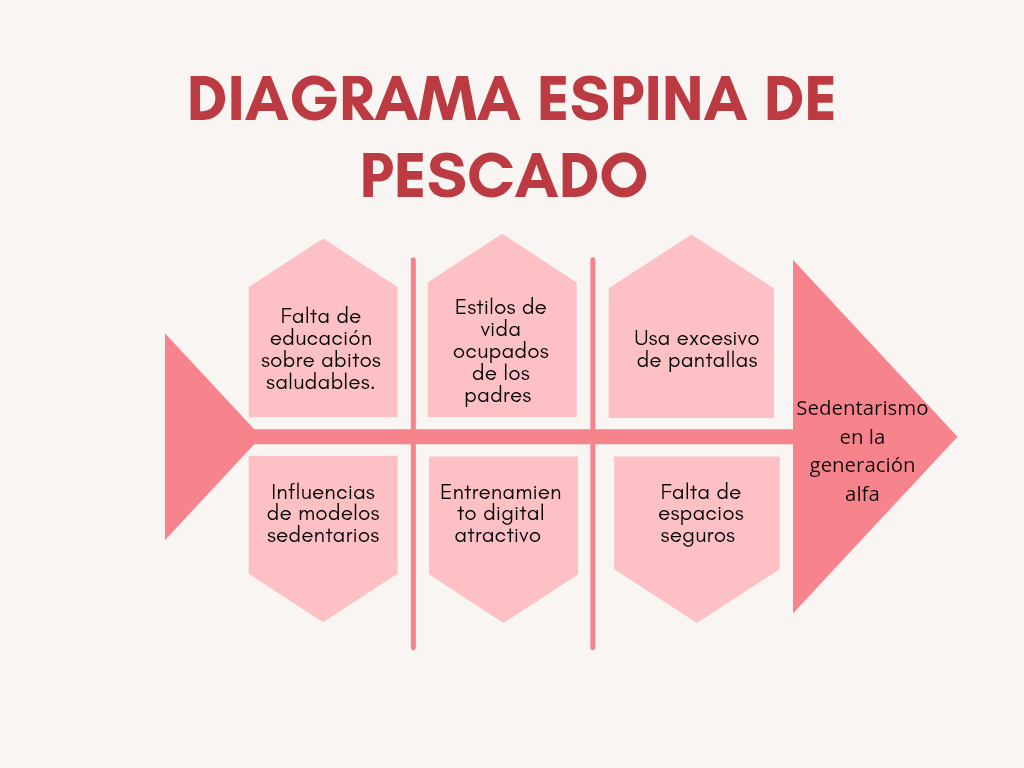 DIAGRAMA ESPINA DE
PESCADO
Falta de
educación
sobre abitos
saludables.
Estilos de
vida
ocupados
de los
padres
Usa excesivo
de pantallas
Sedentarismo
en la
generación
alfa
Influencias
de modelos
sedentarios
Entrenamien
to digital
atractivo
Falta de
espacios
seguros